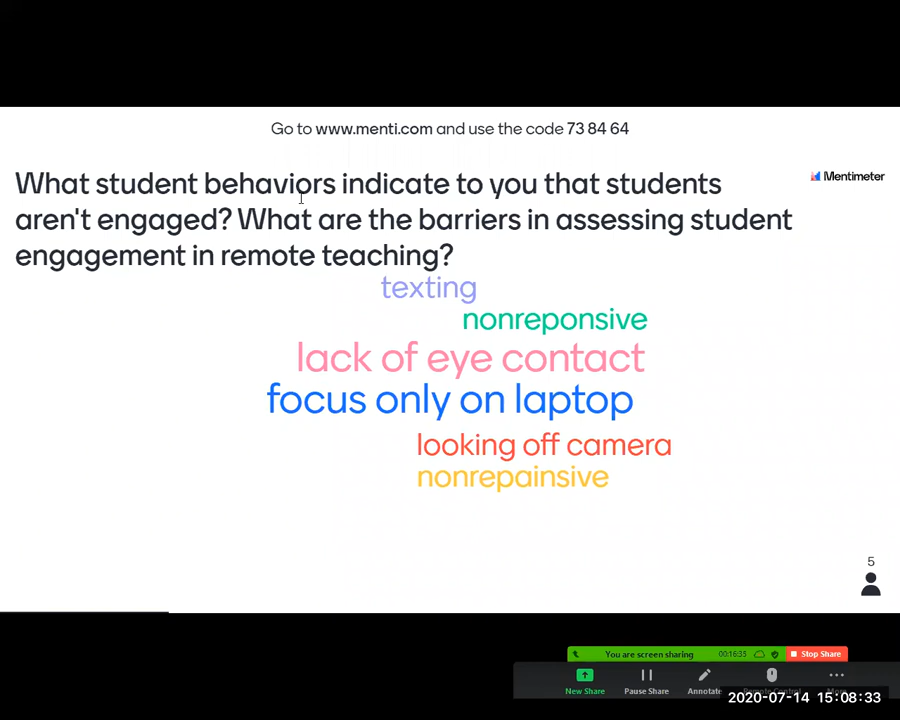 Go to www.menti.com and use the code 73 84 64
What student behaviors indicate to you that students
Mentimeter
aren't engaged? What are the barriers in assessing student
engagement in remote teaching?
texting
nonreponsive
lack of eye contact
focus only on laptop
looking off camera
nonrepainsive
5
You are screen sharing 00:16:35 Stop Share
New Share Pause Share Annotate
2020-07-14 15:08:33